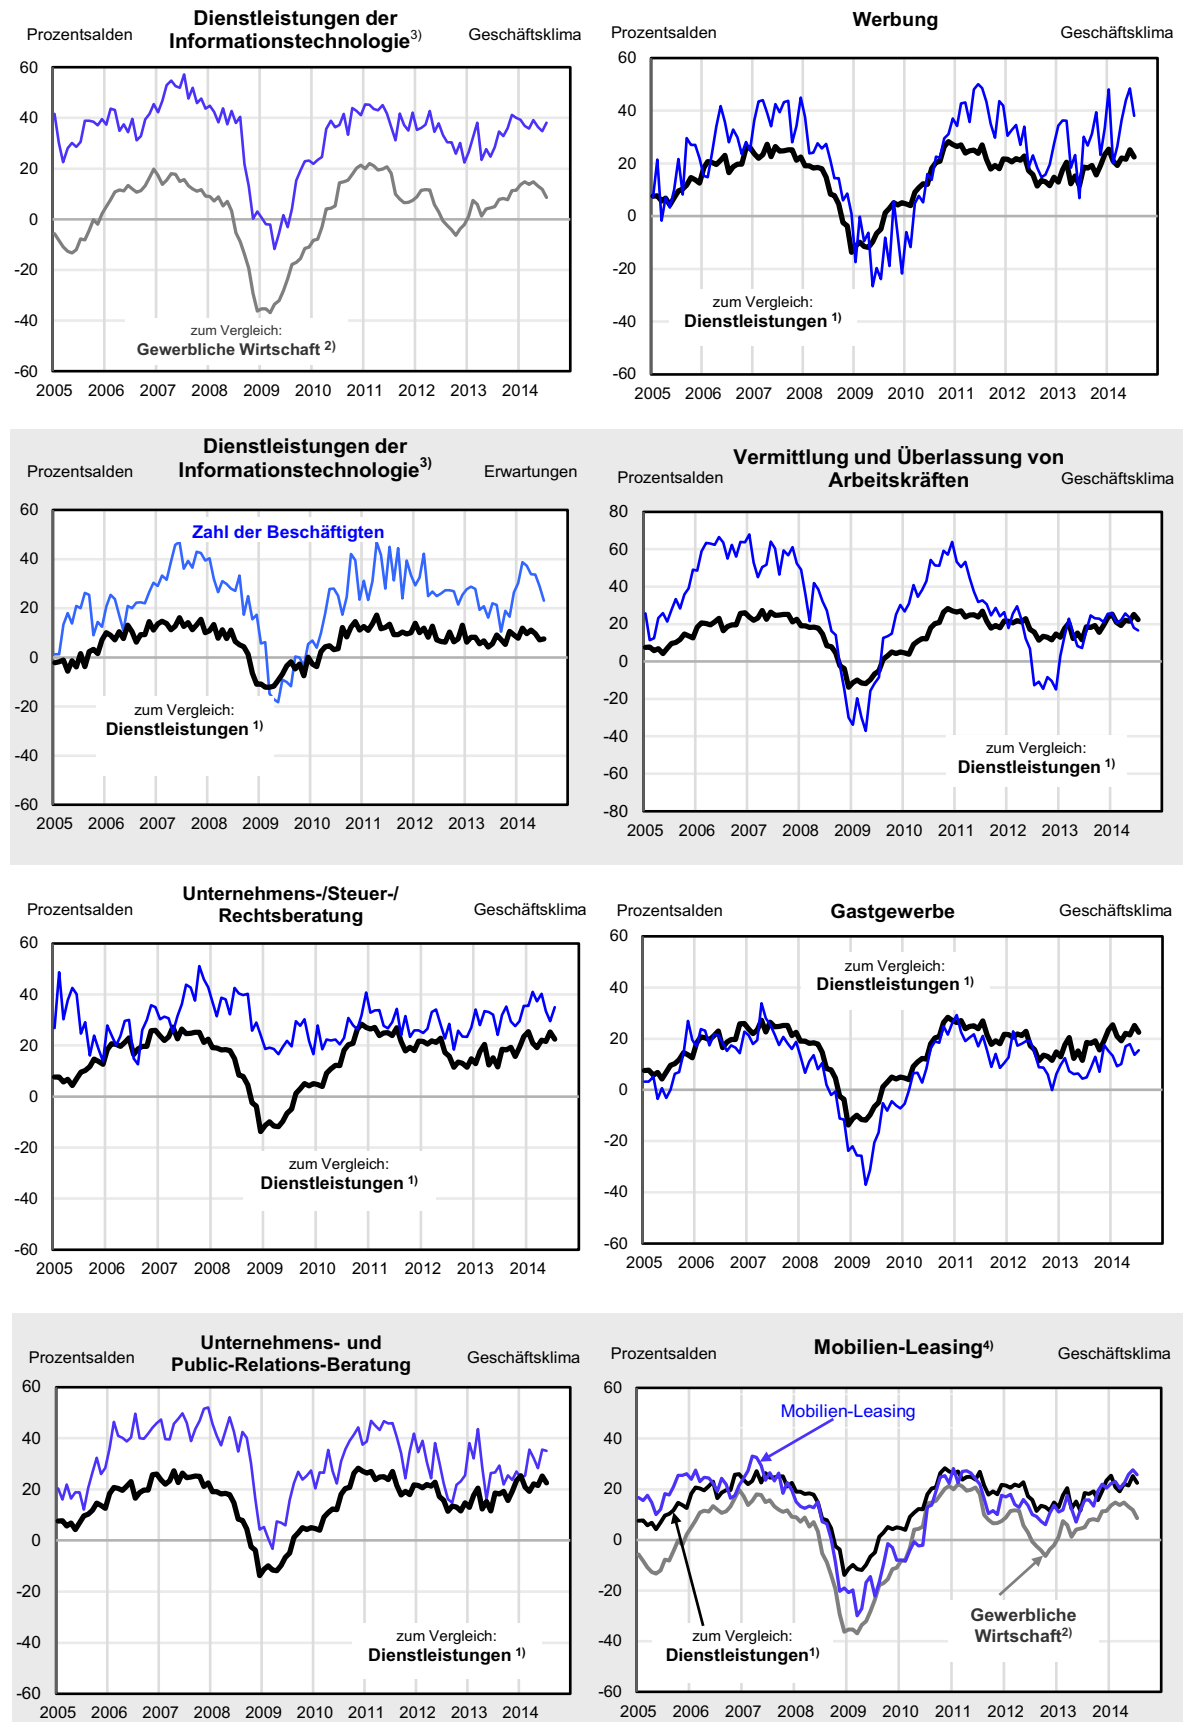 Dienstleistungen der
Informationstechnologie3)
Prozentsalden
Geschäftsklima
60
40
20
0
-20
-40
-60
zum Vergleich:
Gewerbliche Wirtschaft 2)
2005 2006 2007 2008 2009 2010 2011 2012 2013 2014
Werbung
Prozentsalden
Geschäftsklima
60
40
20
0
-20
-40
-60
zum Vergleich:
Dienstleistungen 1)
2005 2006 2007 2008 2009 2010 2011 2012 2013 2014
Dienstleistungen der
Informationstechnologie3)
Prozentsalden
Erwartungen
60
40
20
0
-20
-40
-60
Zahl der Beschäftigten
zum Vergleich:
Dienstleistungen 1)
2005 2006 2007 2008 2009 2010 2011 2012 2013 2014
Vermittlung und Überlassung von
Arbeitskräften
Prozentsalden
Geschäftsklima
80
60
40
20
0
-20
-40
-60
-80
zum Vergleich:
Dienstleistungen 1)
2005 2006 2007 2008 2009 2010 2011 2012 2013 2014
Unternehmens-/Steuer-/
Rechtsberatung
Prozentsalden
Geschäftsklima
60
40
20
0
-20
-40
-60
zum Vergleich:
Dienstleistungen 1)
2005 2006 2007 2008 2009 2010 2011 2012 2013 2014
Gastgewerbe
Prozentsalden
Geschäftsklima
60
40
20
0
-20
-40
-60
zum Vergleich:
Dienstleistungen 1)
2005 2006 2007 2008 2009 2010 2011 2012 2013 2014
Unternehmens- und
Public-Relations-Beratung
Prozentsalden
Geschäftsklima
60
40
20
0
-20
-40
-60
zum Vergleich:
Dienstleistungen 1)
2005 2006 2007 2008 2009 2010 2011 2012 2013 2014
Mobilien-Leasing4)
Prozentsalden
Geschäftsklima
60
40
20
0
-20
-40
-60
Mobilien-Leasing
Gewerbliche
Wirtschaft2)
zum Vergleich:
Dienstleistungen1)
2005 2006 2007 2008 2009 2010 2011 2012 2013 2014